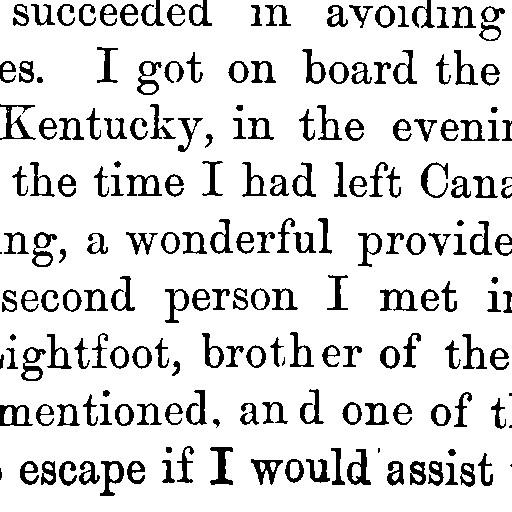 succeeded in avoiding
es. I got on board the
Kentucky, in the evenin
the time I had left Cana
ng, a wonderful provide
second person I met in
ightfoot, brother of the
mentioned, and one of th
escape if I would assist